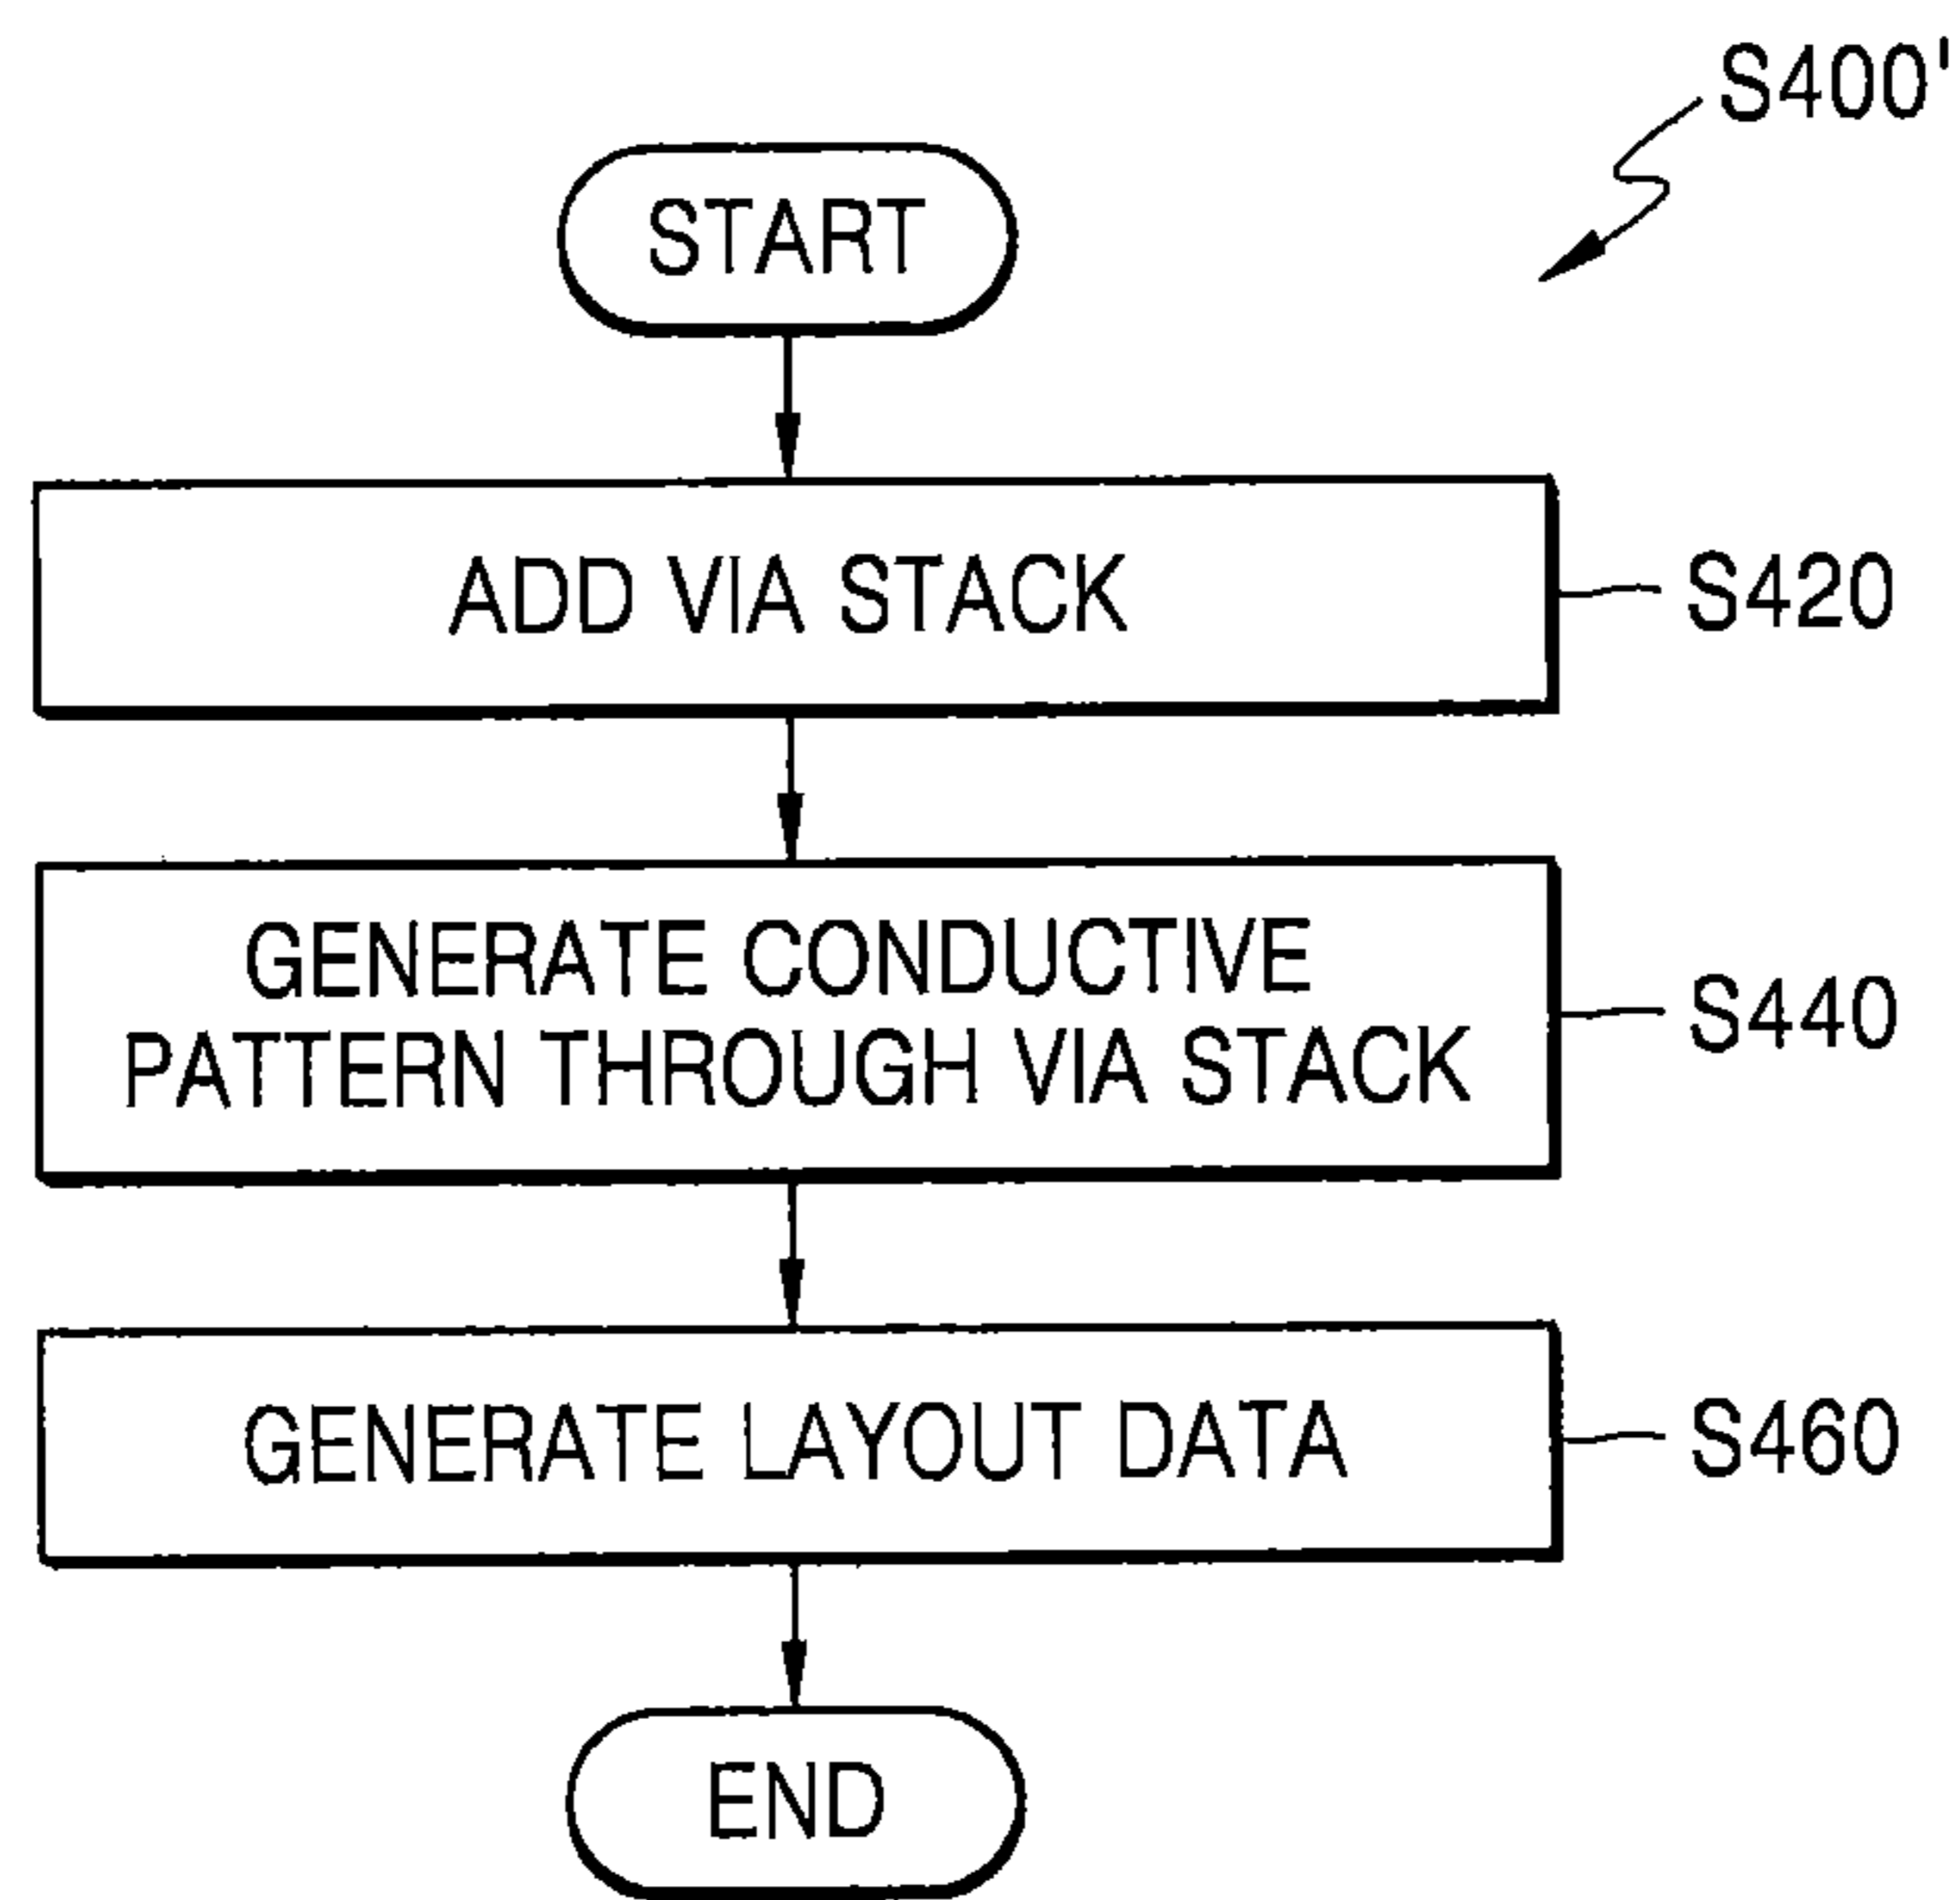 S400'
START
ADD VIA STACK
S420
GENERATE CONDUCTIVE
PATTERN THROUGH VIA STACK
S440
GENERATE LAYOUT DATA
S460
END